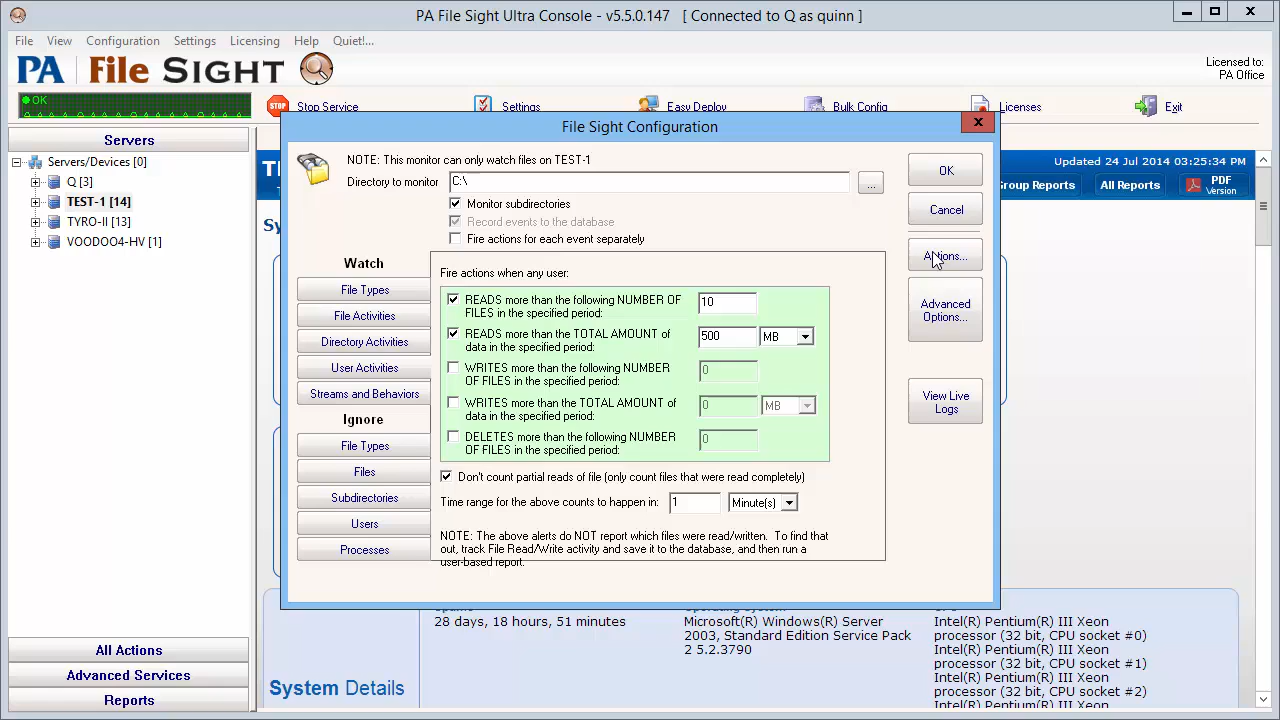 PA File Sight Ultra Console - v5.5.0.147 [ Connected to Q as quinn ]
File View Configuration Settings Licensing Help Quiet!...
PA File SIGHT
Licensed to:
PA Office
OK
Stop Service Settings Easy Deploy Bulk Config Licenses Exit
Servers
Servers/Devices [0]
Q [3]
TEST-1 [14]
TYRO-II [13]
VOODOO4-HV [1]
All Actions
Advanced Services
Reports
Updated 24 Jul 2014 03:25:34 PM
Group Reports All Reports PDF Version
File Sight Configuration
NOTE: This monitor can only watch files on TEST-1
Directory to monitor C:\ ...
Monitor subdirectories
Record events to the database
Fire actions for each event separately
OK
Cancel
Actions...
Advanced
Options...
View Live
Logs
Watch
File Types
File Activities
Directory Activities
User Activities
Streams and Behaviors
Ignore
File Types
Files
Subdirectories
Users
Processes
Fire actions when any user:
READS more than the following NUMBER OF
FILES in the specified period: 10
READS more than the TOTAL AMOUNT of
data in the specified period: 500 MB
WRITES more than the following NUMBER
OF FILES in the specified period: 0
WRITES more than the TOTAL AMOUNT of
data in the specified period: 0 MB
DELETES more than the following NUMBER
OF FILES in the specified period: 0
Don't count partial reads of file (only count files that were read completely)
Time range for the above counts to happen in: 1 Minute(s)
NOTE: The above alerts do NOT report which files were read/written. To find that
out, track File Read/Write activity and save it to the database, and then run a
user-based report.
28 days, 18 hours, 51 minutes
Microsoft(R) Windows(R) Server
2003, Standard Edition Service Pack
2 5.2.3790
Intel(R) Pentium(R) III Xeon
processor (32 bit, CPU socket #0)
Intel(R) Pentium(R) III Xeon
processor (32 bit, CPU socket #1)
Intel(R) Pentium(R) III Xeon
processor (32 bit, CPU socket #2)
Intel(R) Pentium(R) III Xeon
System Details